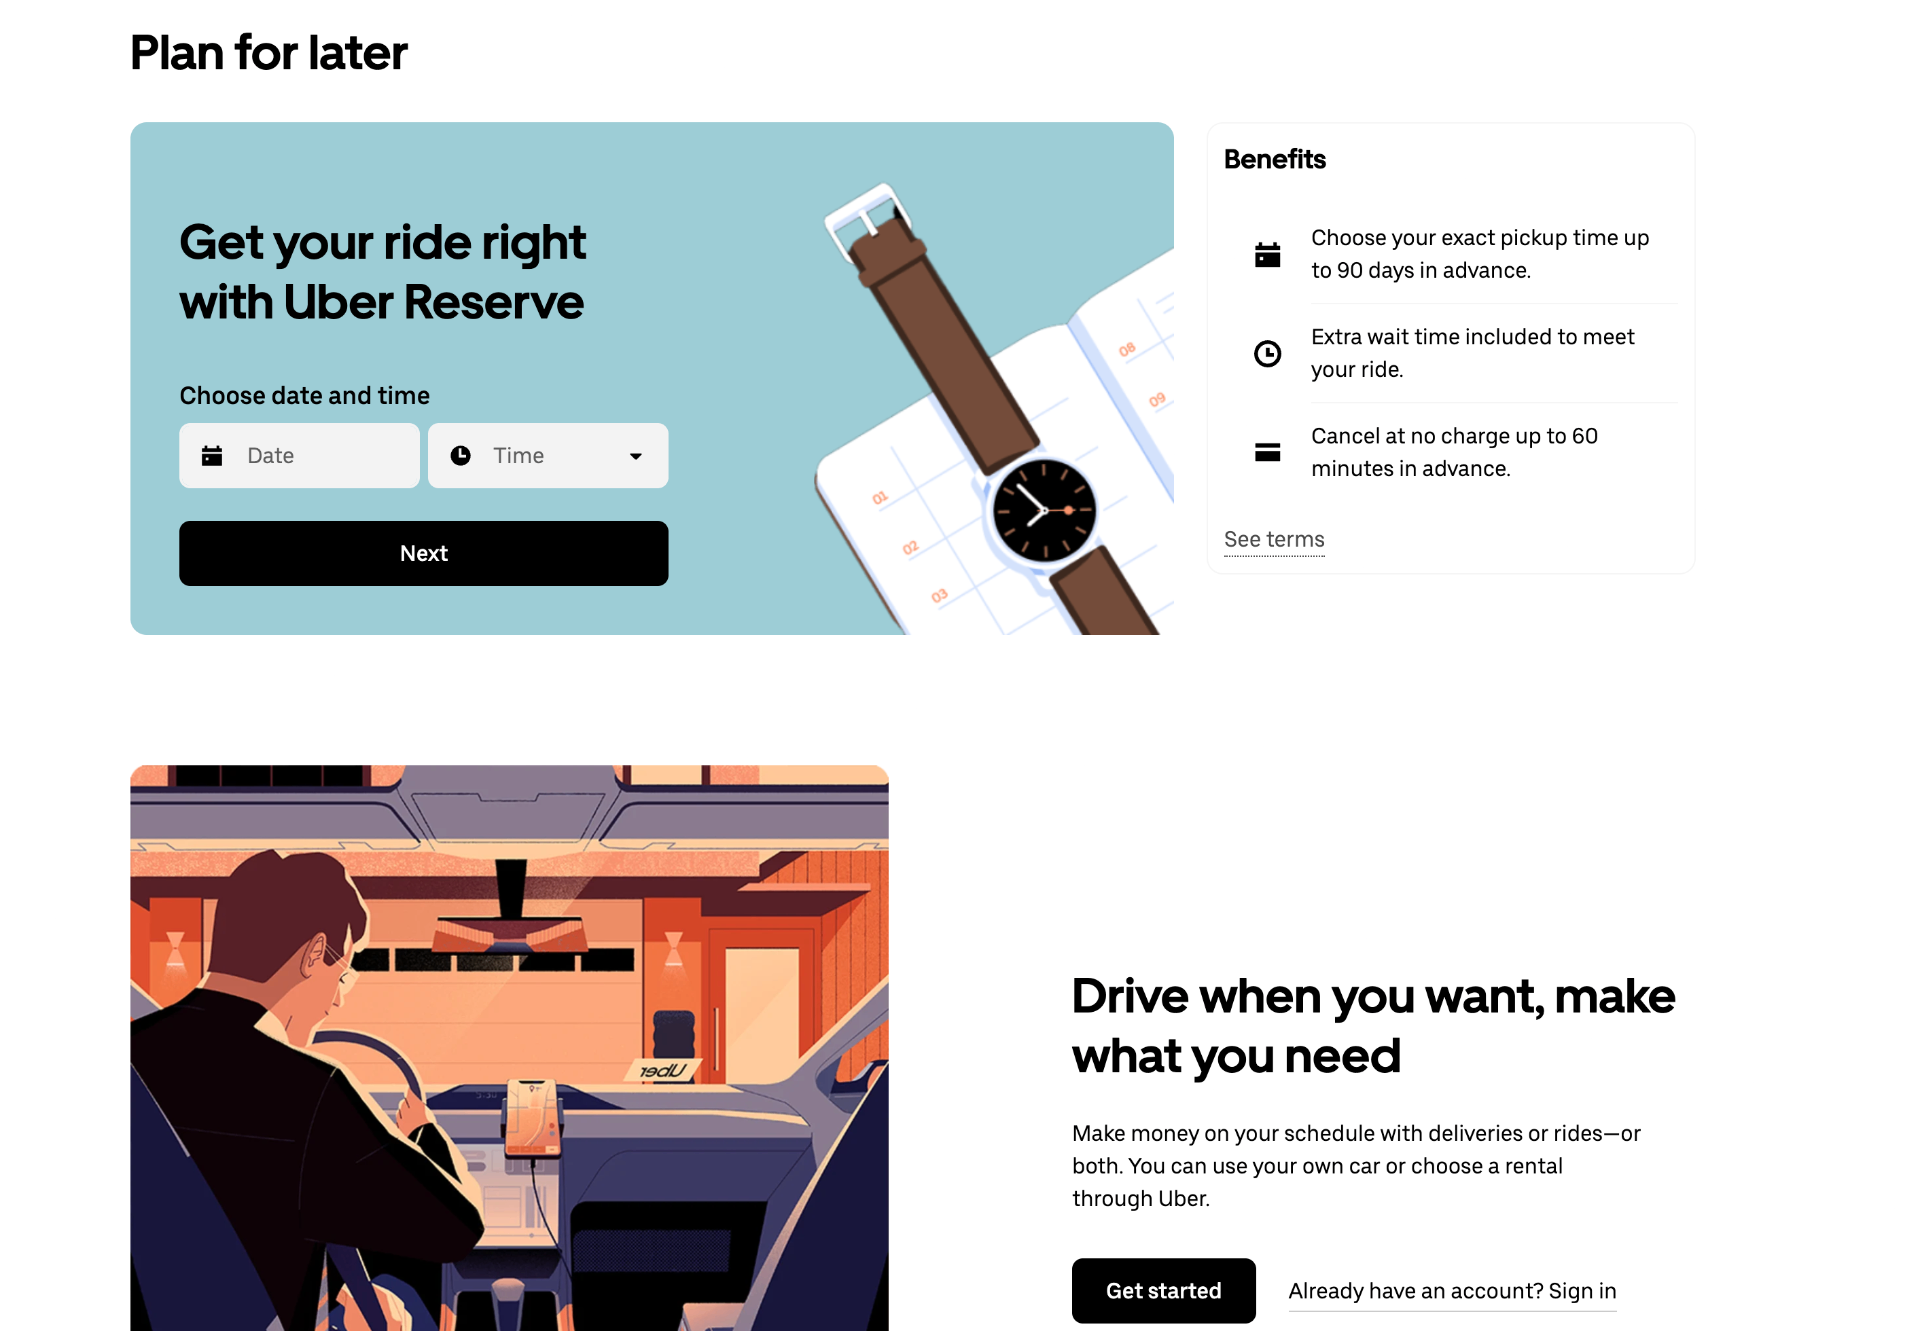 Plan for later
Get your ride right
with Uber Reserve
Choose date and time
Date
Time
Next
01
02
03
08
09
Benefits
Choose your exact pickup time up
to 90 days in advance.
Extra wait time included to meet
your ride.
Cancel at no charge up to 60
minutes in advance.
See terms
Uber
Drive when you want, make
what you need
Make money on your schedule with deliveries or rides—or
both. You can use your own car or choose a rental
through Uber.
Get started
Already have an account? Sign in